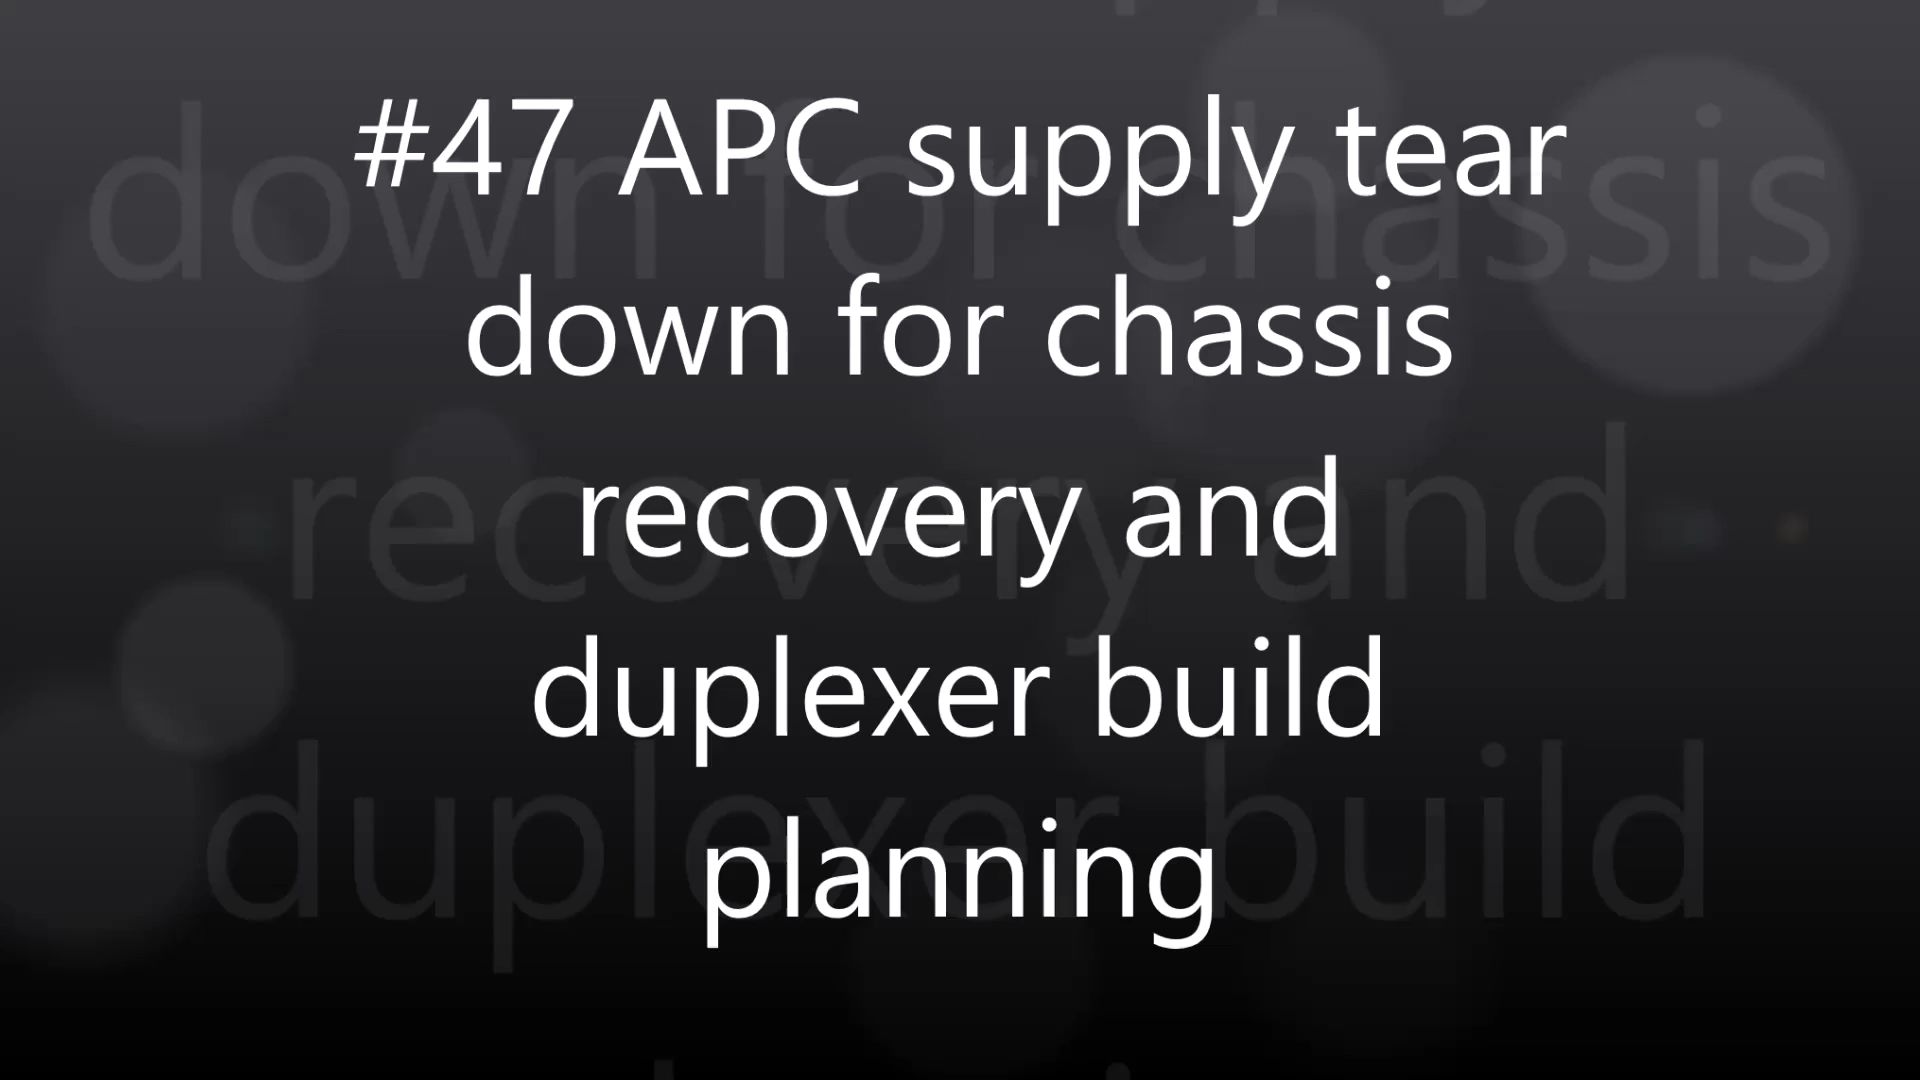 #47 APC supply tear
down for chassis
recovery and
duplexer build
planning